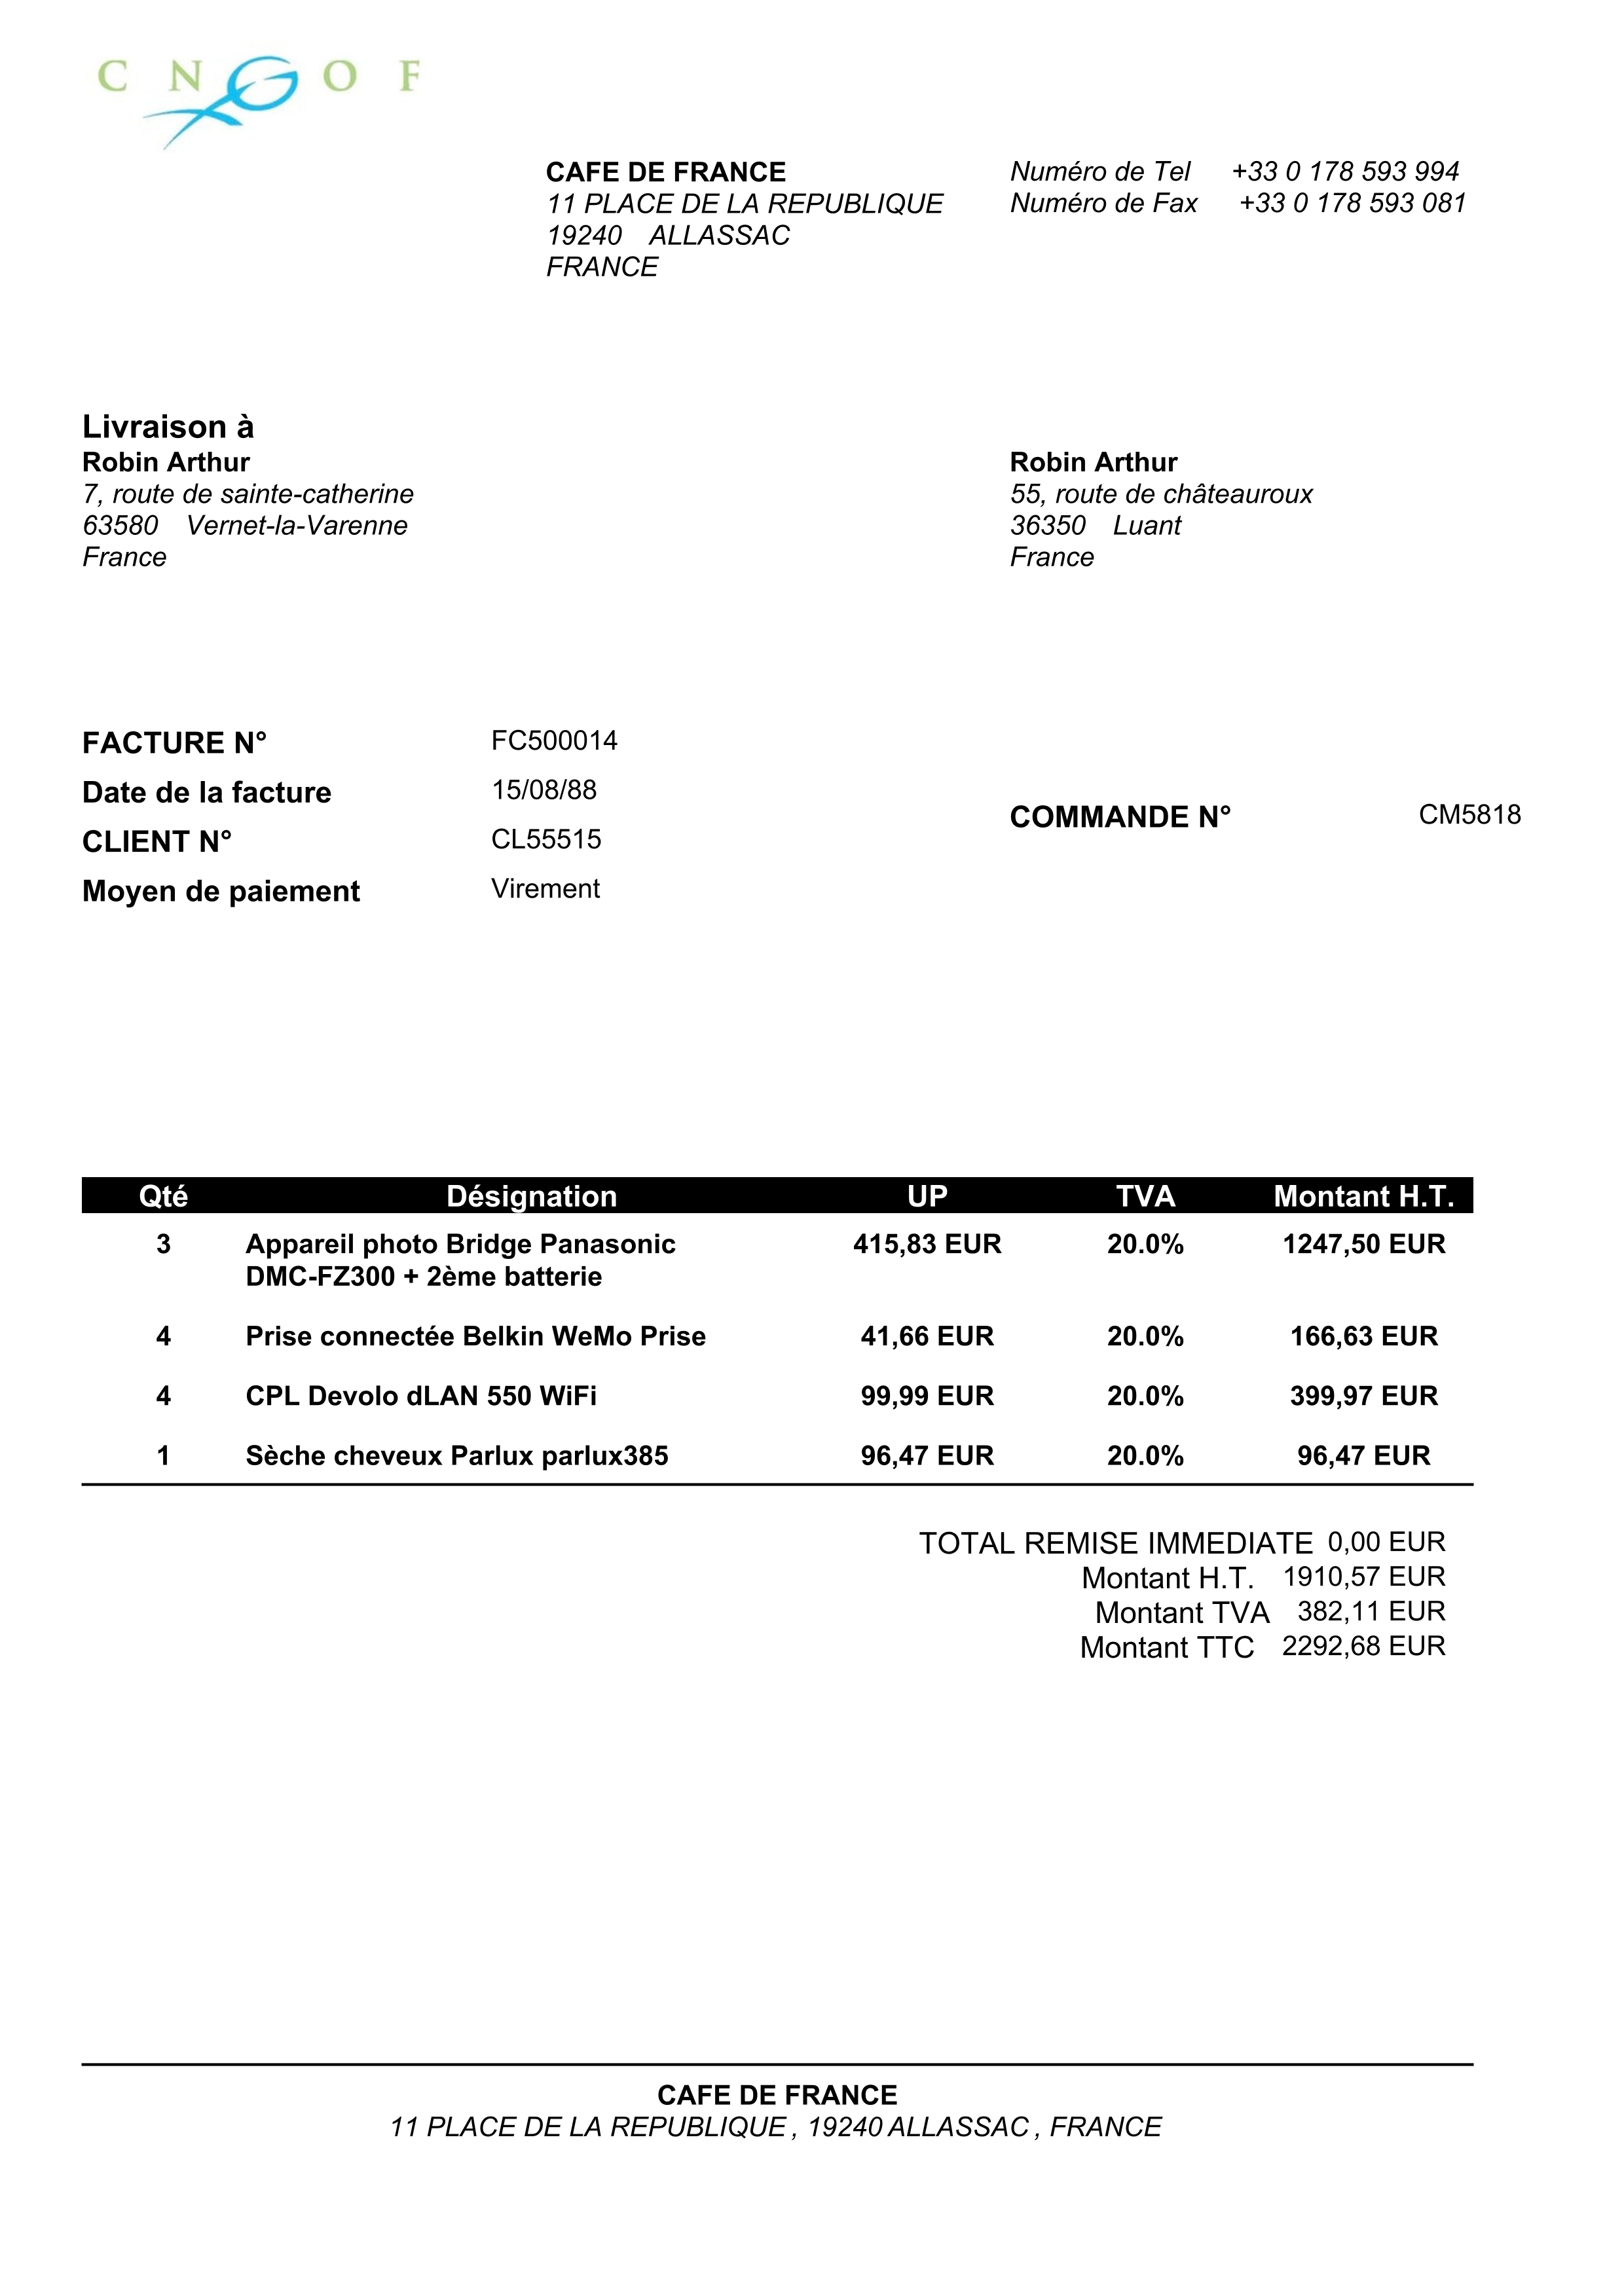 C N G O F
CAFE DE FRANCE
11 PLACE DE LA REPUBLIQUE
19240 ALLASSAC
FRANCE
Numéro de Tel +33 0 178 593 994
Numéro de Fax +33 0 178 593 081
Livraison à
Robin Arthur
7, route de sainte-catherine
63580 Vernet-la-Varenne
France
Robin Arthur
55, route de châteauroux
36350 Luant
France
FACTURE N° FC500014
Date de la facture 15/08/88
CLIENT N° CL55515
Moyen de paiement Virement
COMMANDE N° CM5818
Qté Désignation UP TVA Montant H.T.
3 Appareil photo Bridge Panasonic 415,83 EUR 20.0% 1247,50 EUR
DMC-FZ300 + 2ème batterie
4 Prise connectée Belkin WeMo Prise 41,66 EUR 20.0% 166,63 EUR
4 CPL Devolo dLAN 550 WiFi 99,99 EUR 20.0% 399,97 EUR
1 Sèche cheveux Parlux parlux385 96,47 EUR 20.0% 96,47 EUR
TOTAL REMISE IMMEDIATE 0,00 EUR
Montant H.T. 1910,57 EUR
Montant TVA 382,11 EUR
Montant TTC 2292,68 EUR
CAFE DE FRANCE
11 PLACE DE LA REPUBLIQUE , 19240 ALLASSAC , FRANCE